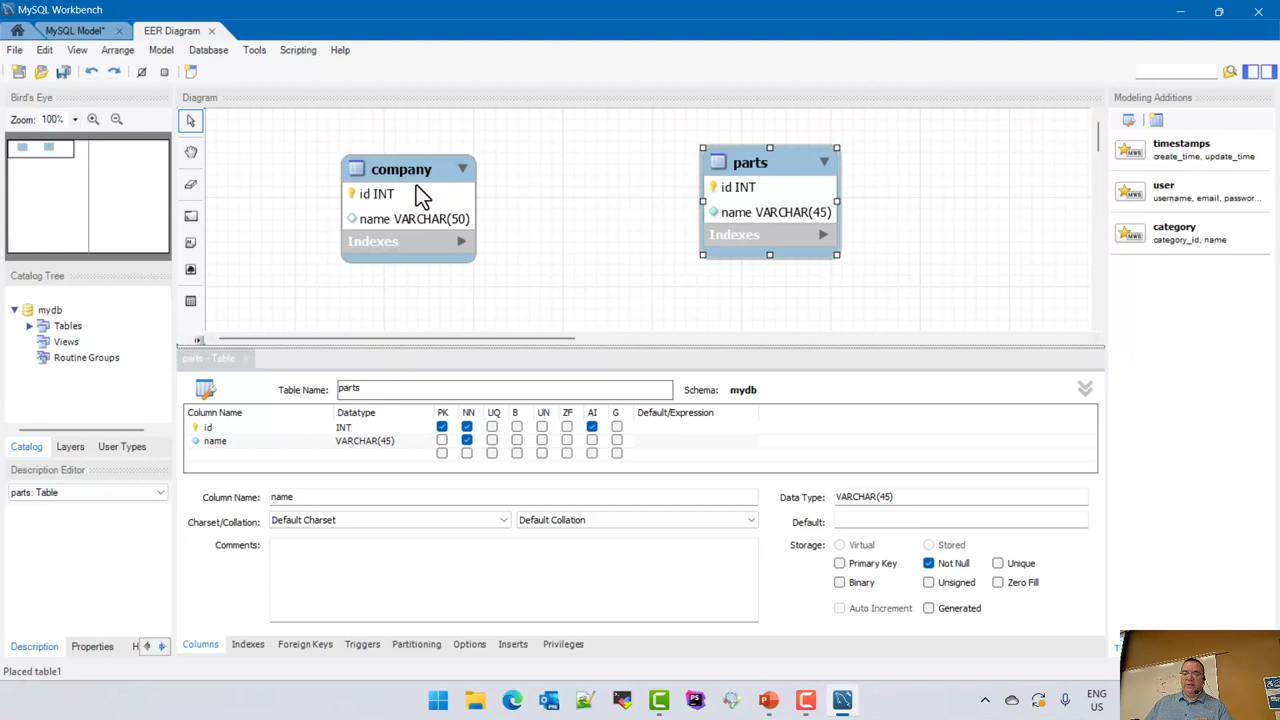 MySQL Workbench
MySQL Model* EER Diagram
File Edit View Arrange Model Database Tools Scripting Help
Bird's Eye Diagram Modeling Additions
Zoom: 100%
timestamps
create_time, update_time
user
username, email, passwor...
category
category_id, name
company
id INT
name VARCHAR(50)
Indexes
parts
id INT
name VARCHAR(45)
Indexes
Catalog Tree
mydb
Tables
Views
Routine Groups
Catalog Layers User Types
Description Editor
parts: Table
Description Properties H
parts - Table
Table Name: parts Schema: mydb
Column Name Datatype PK NN UQ B UN ZF AI G Default/Expression
id INT
name VARCHAR(45)
Column Name: name Data Type: VARCHAR(45)
Charset/Collation: Default Charset Default Collation Default:
Comments: Storage: Virtual Stored
Primary Key Not Null Unique
Binary Unsigned Zero Fill
Auto Increment Generated
Columns Indexes Foreign Keys Triggers Partitioning Options Inserts Privileges
Placed table1
ENG
US